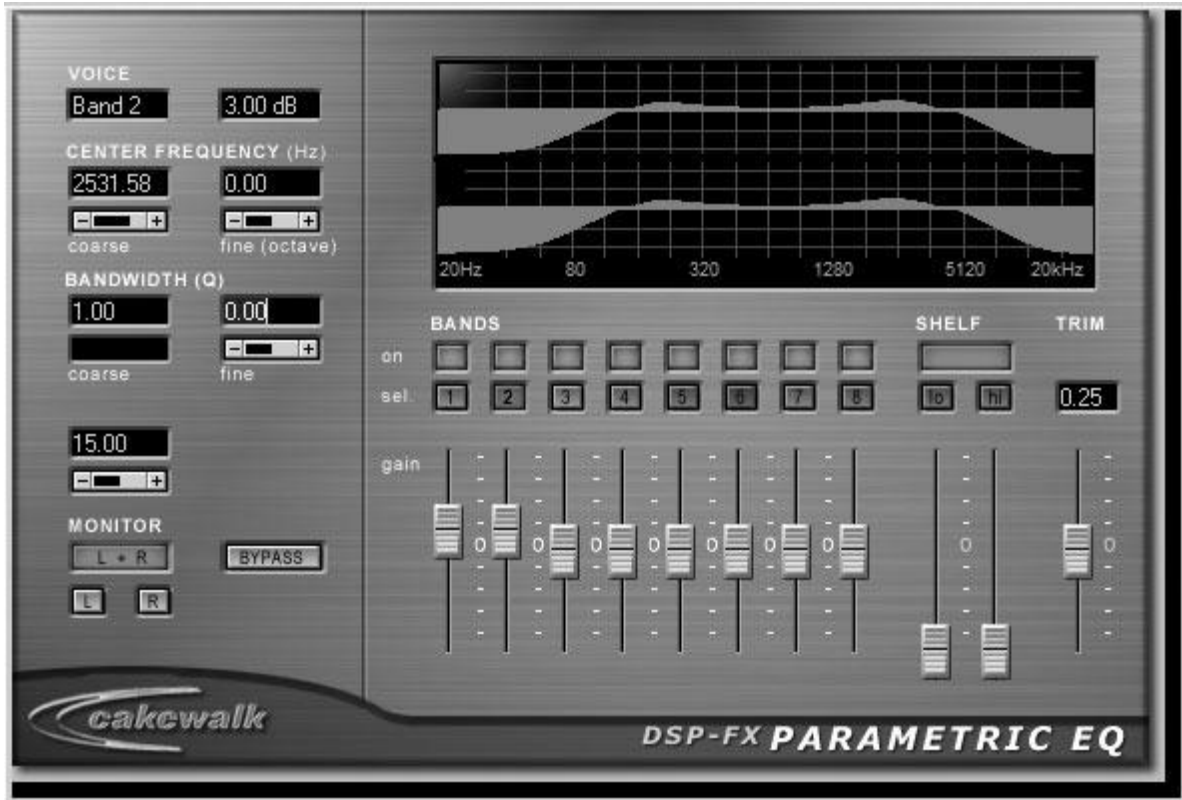 VOICE
Band 2 3.00 dB
CENTER FREQUENCY (Hz)
2531.58 0.00
- + - +
coarse fine (octave)
BANDWIDTH (Q)
1.00 0.00
- +
coarse fine
15.00
- +
MONITOR
L + R BYPASS
L R
20Hz 80 320 1280 5120 20kHz
BANDS SHELF TRIM
on
sel. 1 2 3 4 5 6 7 8 lo hi 0.25
gain
0 0 0 0 0 0 0 0 0
cakewalk
DSP-FX PARAMETRIC EQ